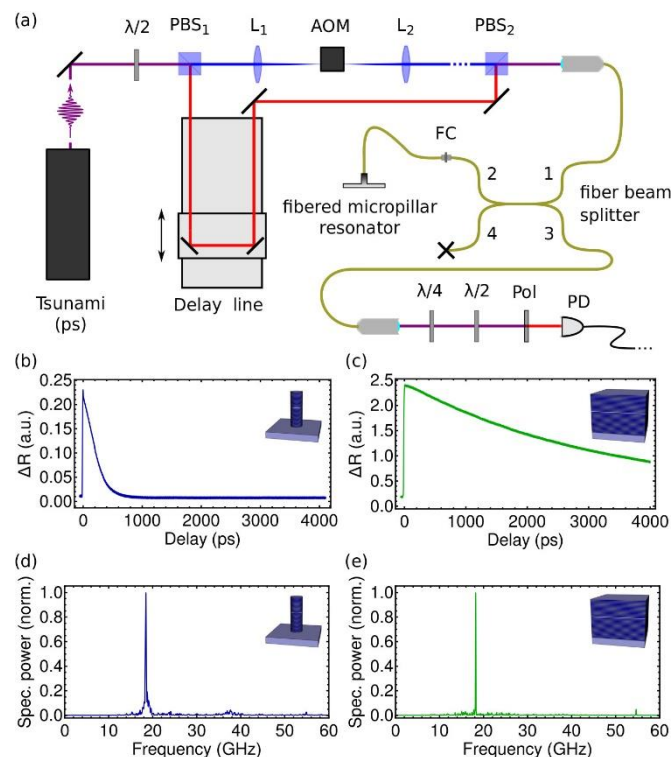 (a)
λ/2
PBS₁
L₁
AOM
L₂
PBS₂
FC
2
1
fibered micropillar
resonator
fiber beam
splitter
4
3
Tsunami
(ps)
Delay line
λ/4
λ/2
Pol
PD
(b)
ΔR (a.u.)
0.25
0.20
0.15
0.10
0.05
0.00
0
1000
2000
3000
4000
Delay (ps)
(c)
ΔR (a.u.)
2.5
2.0
1.5
1.0
0.5
0.0
0
1000
2000
3000
4000
Delay (ps)
(d)
Spec. power (norm.)
1.0
0.8
0.6
0.4
0.2
0.0
0
10
20
30
40
50
60
Frequency (GHz)
(e)
Spec. power (norm.)
1.0
0.8
0.6
0.4
0.2
0.0
0
10
20
30
40
50
60
Frequency (GHz)